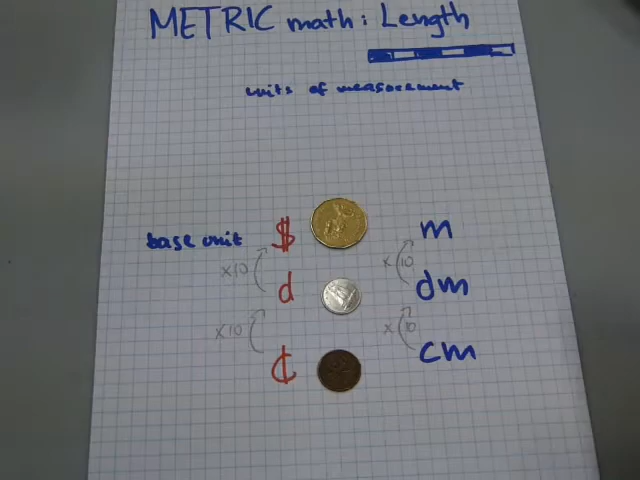 METRIC math: Length
units of measurement
base unit $ m
x10 x10
d dm
x10 x10
¢ cm